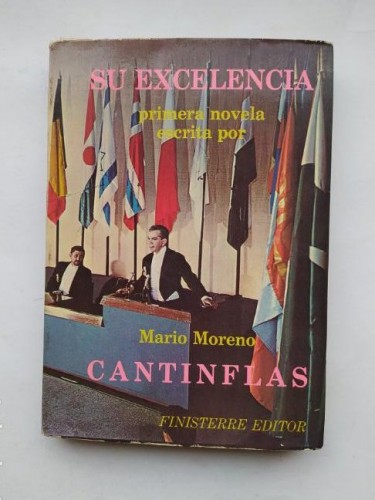 SU EXCELENCIA
primera novela
escrita por
Mario Moreno
CANTINFLAS
FINISTERRE EDITOR